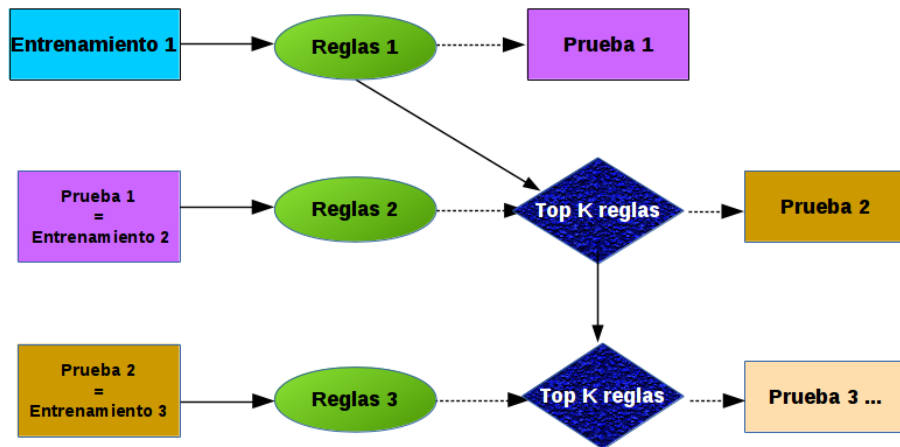 Entrenamiento 1
Reglas 1
Prueba 1
Prueba 1
=
Entrenamiento 2
Reglas 2
Top K reglas
Prueba 2
Prueba 2
=
Entrenamiento 3
Reglas 3
Top K reglas
Prueba 3 ...